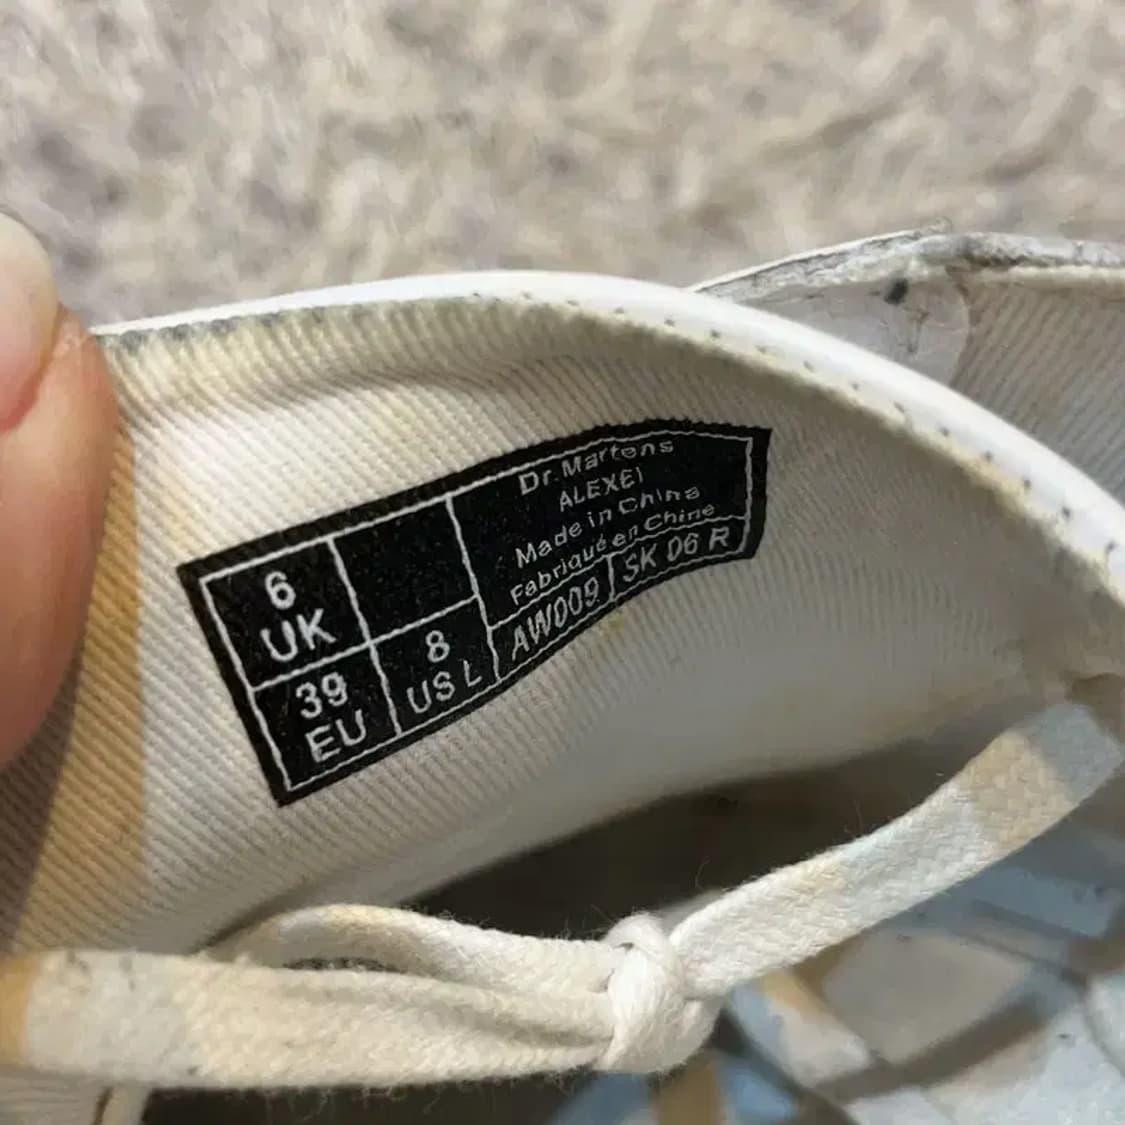 6
UK
39
EU
8
US L
Dr. Martens
ALEXEI
Made in China
Fabriqué en Chine
AW009
SK 06 R